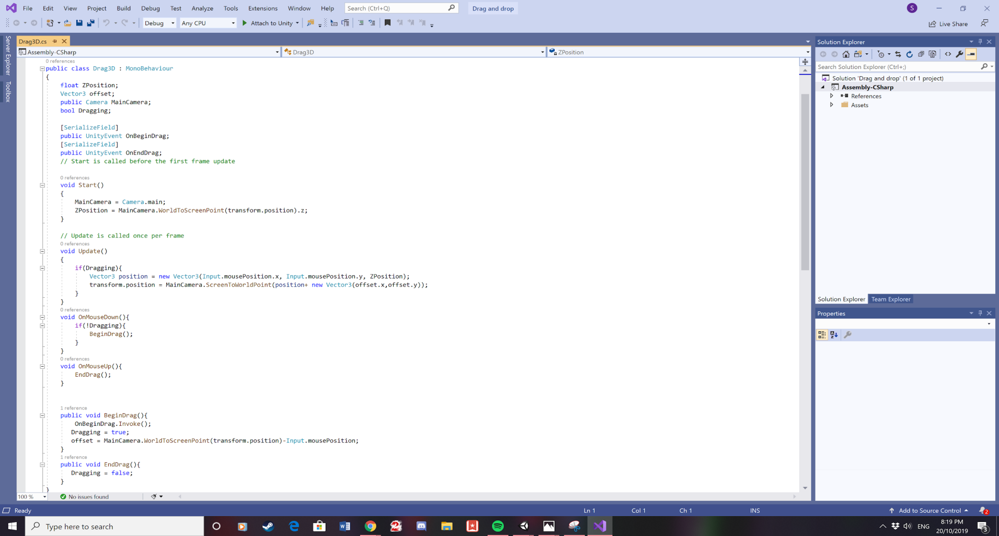 File Edit View Project Build Debug Test Analyze Tools Extensions Window Help Search (Ctrl+Q) Drag and drop S
Debug Any CPU Attach to Unity Live Share
Server Explorer
Toolbox
Drag3D.cs
Assembly-CSharp Drag3D ZPosition
0 references
public class Drag3D : MonoBehaviour
{
float ZPosition;
Vector3 offset;
public Camera MainCamera;
bool Dragging;
[SerializeField]
public UnityEvent OnBeginDrag;
[SerializeField]
public UnityEvent OnEndDrag;
// Start is called before the first frame update
0 references
void Start()
{
MainCamera = Camera.main;
ZPosition = MainCamera.WorldToScreenPoint(transform.position).z;
}
// Update is called once per frame
0 references
void Update()
{
if(Dragging){
Vector3 position = new Vector3(Input.mousePosition.x, Input.mousePosition.y, ZPosition);
transform.position = MainCamera.ScreenToWorldPoint(position+ new Vector3(offset.x,offset.y));
}
}
0 references
void OnMouseDown(){
if(!Dragging){
BeginDrag();
}
}
0 references
void OnMouseUp(){
EndDrag();
}
1 reference
public void BeginDrag(){
OnBeginDrag.Invoke();
Dragging = true;
offset = MainCamera.WorldToScreenPoint(transform.position)-Input.mousePosition;
}
1 reference
public void EndDrag(){
Dragging = false;
}
}
100 % No issues found
Solution Explorer
Search Solution Explorer (Ctrl+;)
Solution 'Drag and drop' (1 of 1 project)
Assembly-CSharp
References
Assets
Solution Explorer Team Explorer
Properties
Ready Ln 1 Col 1 Ch 1 INS Add to Source Control 2
Type here to search ENG 8:19 PM
20/10/2019 3